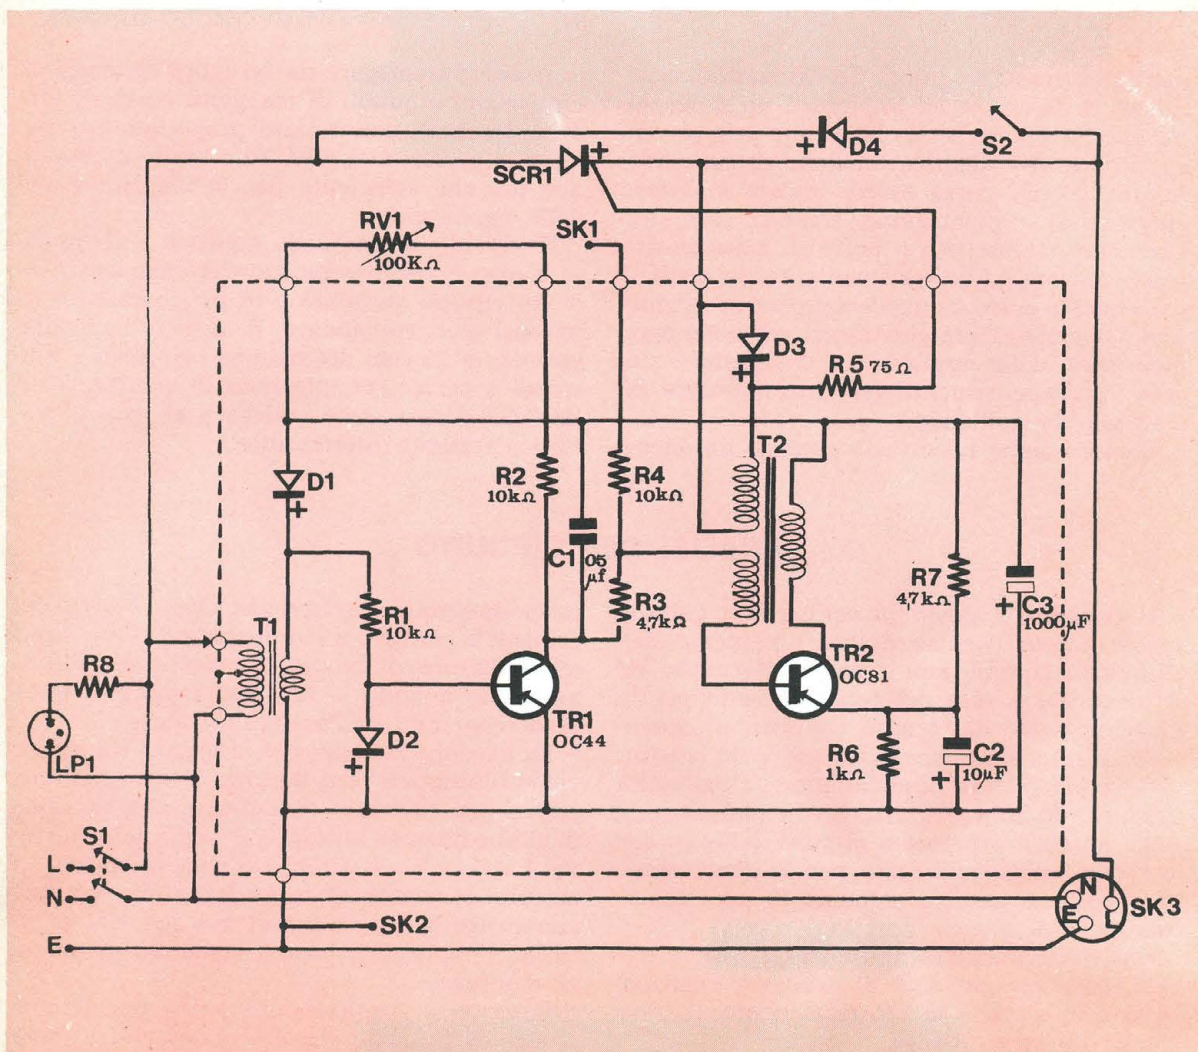 D4
S2
SCR1
RV1
100KΩ
SK1
D3
R5 75Ω
T2
D1
R2
10kΩ
R4
10kΩ
C1 .05
μf
R1
10kΩ
R3
4,7kΩ
R7
4,7kΩ
C3
1000μF
T1
R8
TR1
OC44
TR2
OC81
D2
R6
1kΩ
C2
10μF
LP1
S1
L
N
E
SK2
N
E
L
SK3